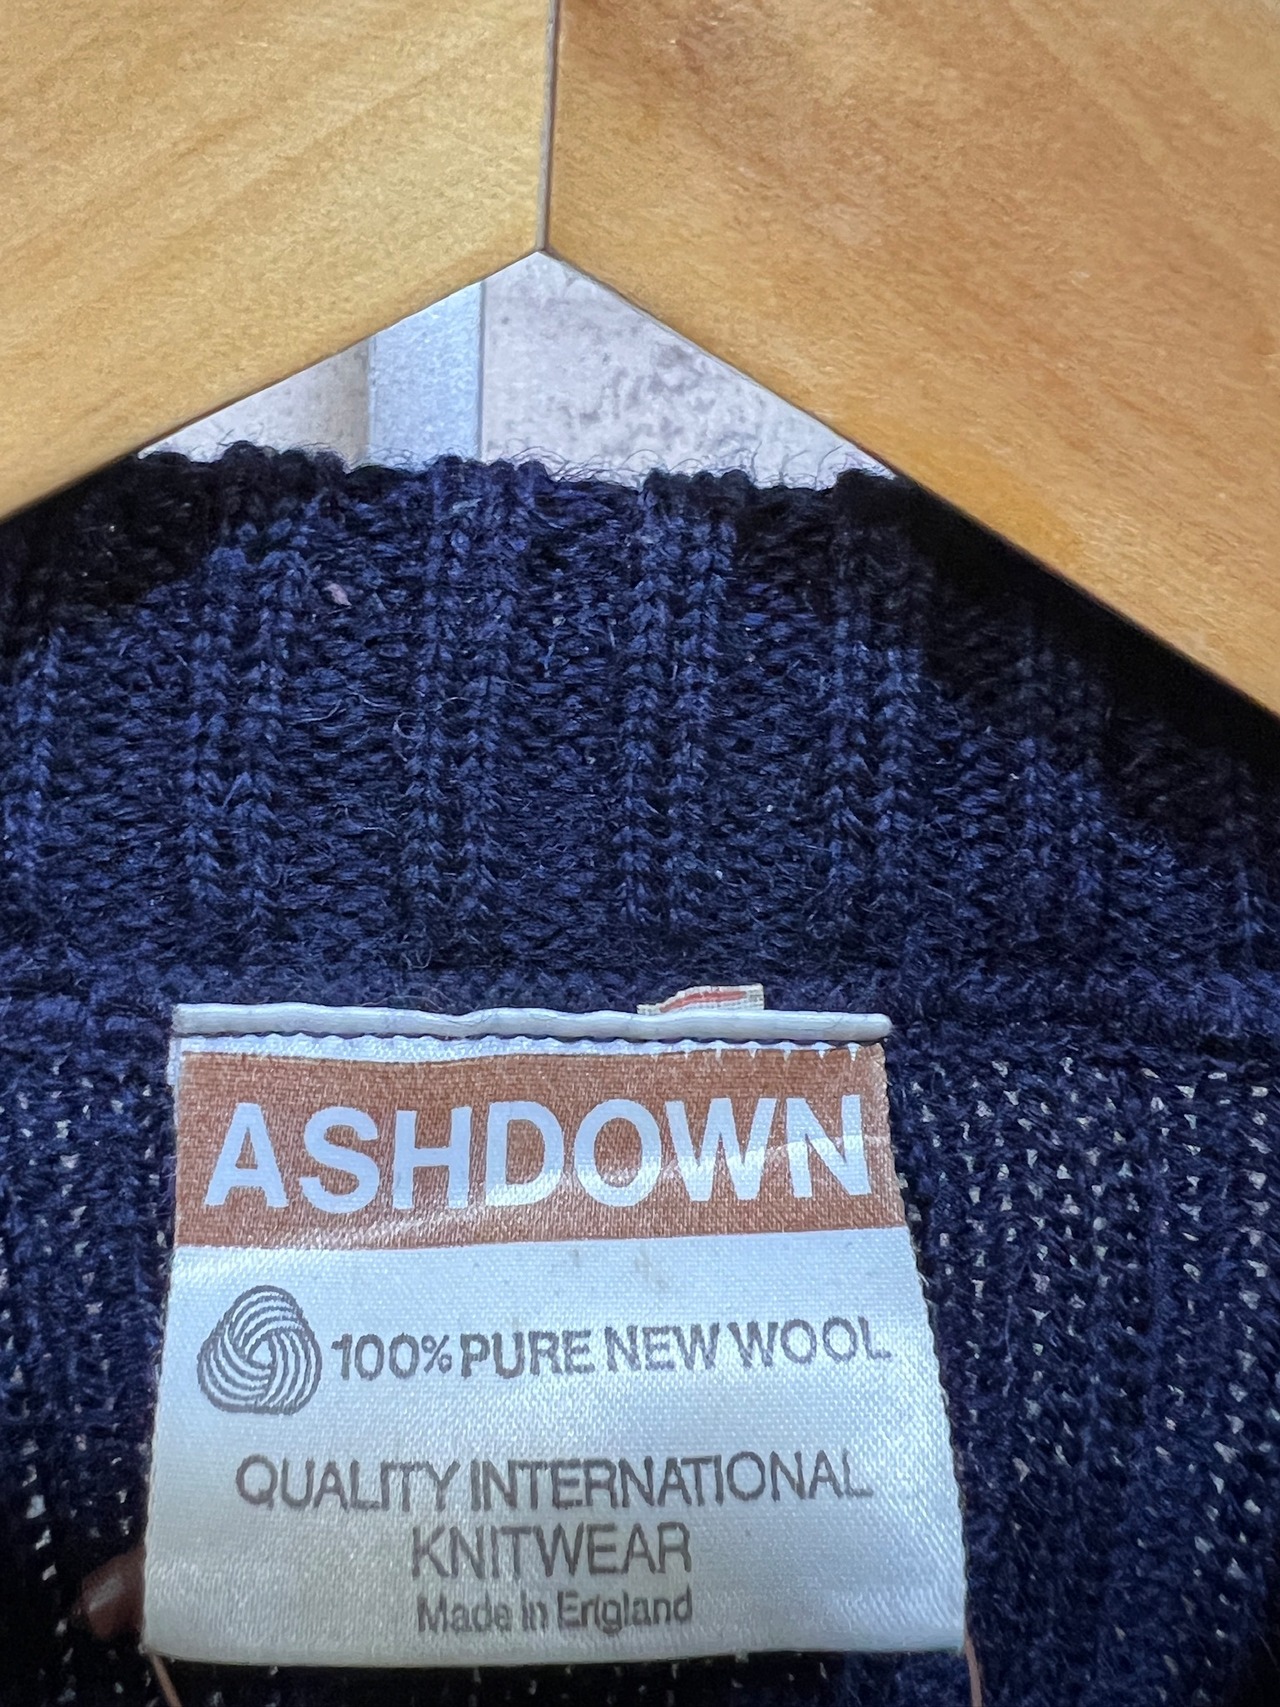 ASHDOWN
100% PURE NEW WOOL
QUALITY INTERNATIONAL
KNITWEAR
Made in England